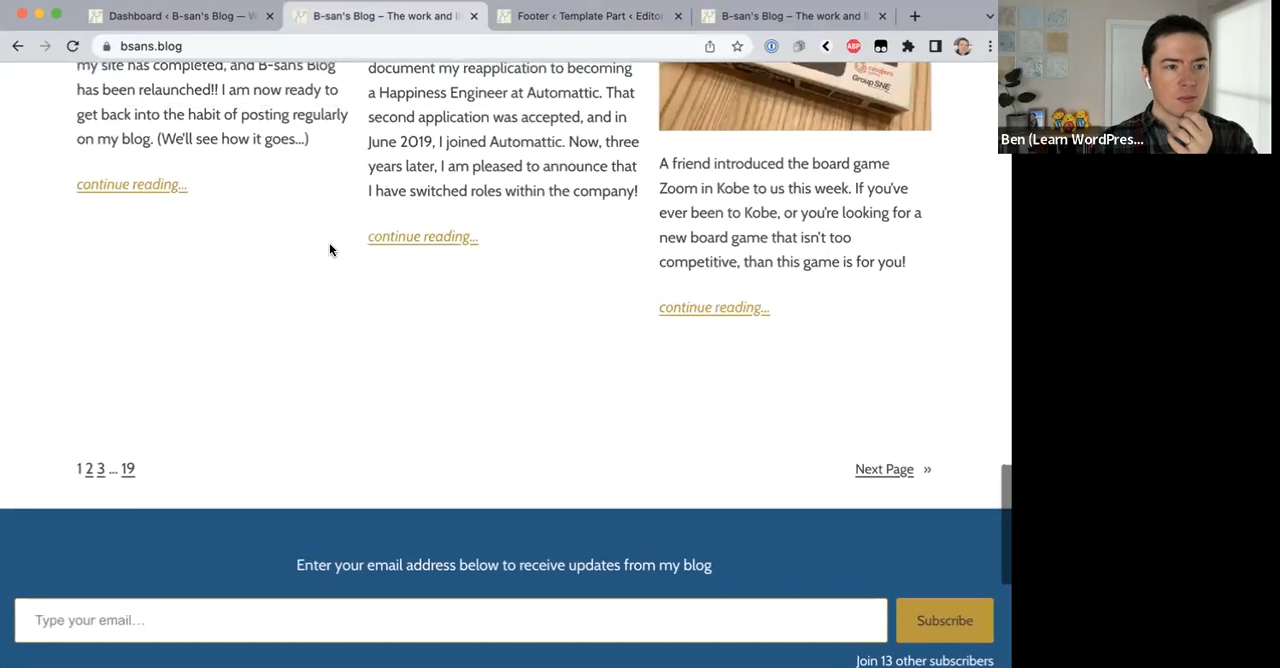 Dashboard ‹ B-san's Blog — W
B-san's Blog – The work and li
Footer ‹ Template Part ‹ Editor
B-san's Blog – The work and li
bsans.blog
ABP
Ben (Learn WordPres...
my site has completed, and B-sans Blog
has been relaunched!! I am now ready to
get back into the habit of posting regularly
on my blog. (We'll see how it goes...)
continue reading...
document my reapplication to becoming
a Happiness Engineer at Automattic. That
second application was accepted, and in
June 2019, I joined Automattic. Now, three
years later, I am pleased to announce that
I have switched roles within the company!
continue reading...
Group SNE
A friend introduced the board game
Zoom in Kobe to us this week. If you've
ever been to Kobe, or you're looking for a
new board game that isn't too
competitive, than this game is for you!
continue reading...
1 2 3 ... 19
Next Page »
Enter your email address below to receive updates from my blog
Type your email...
Subscribe
Join 13 other subscribers